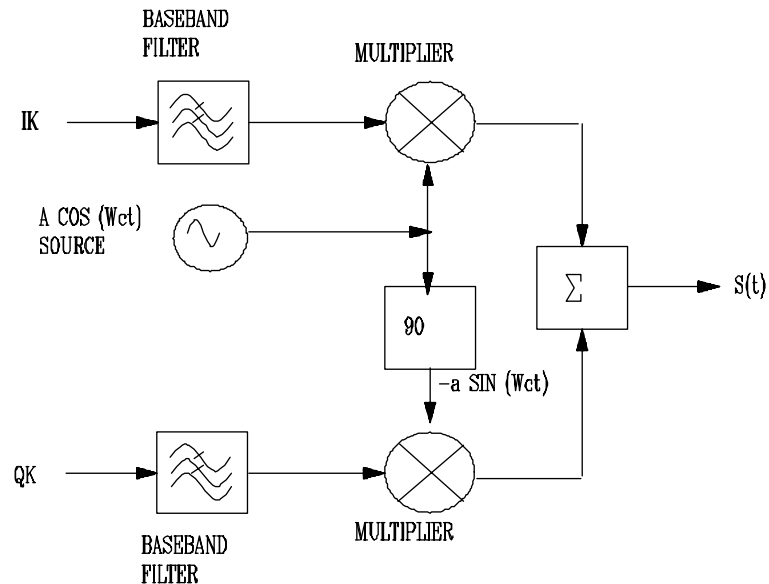 BASEBAND
FILTER
MULTIPLIER
IK
A COS (Wct)
SOURCE
Σ
S(t)
90
-a SIN (Wct)
QK
MULTIPLIER
BASEBAND
FILTER